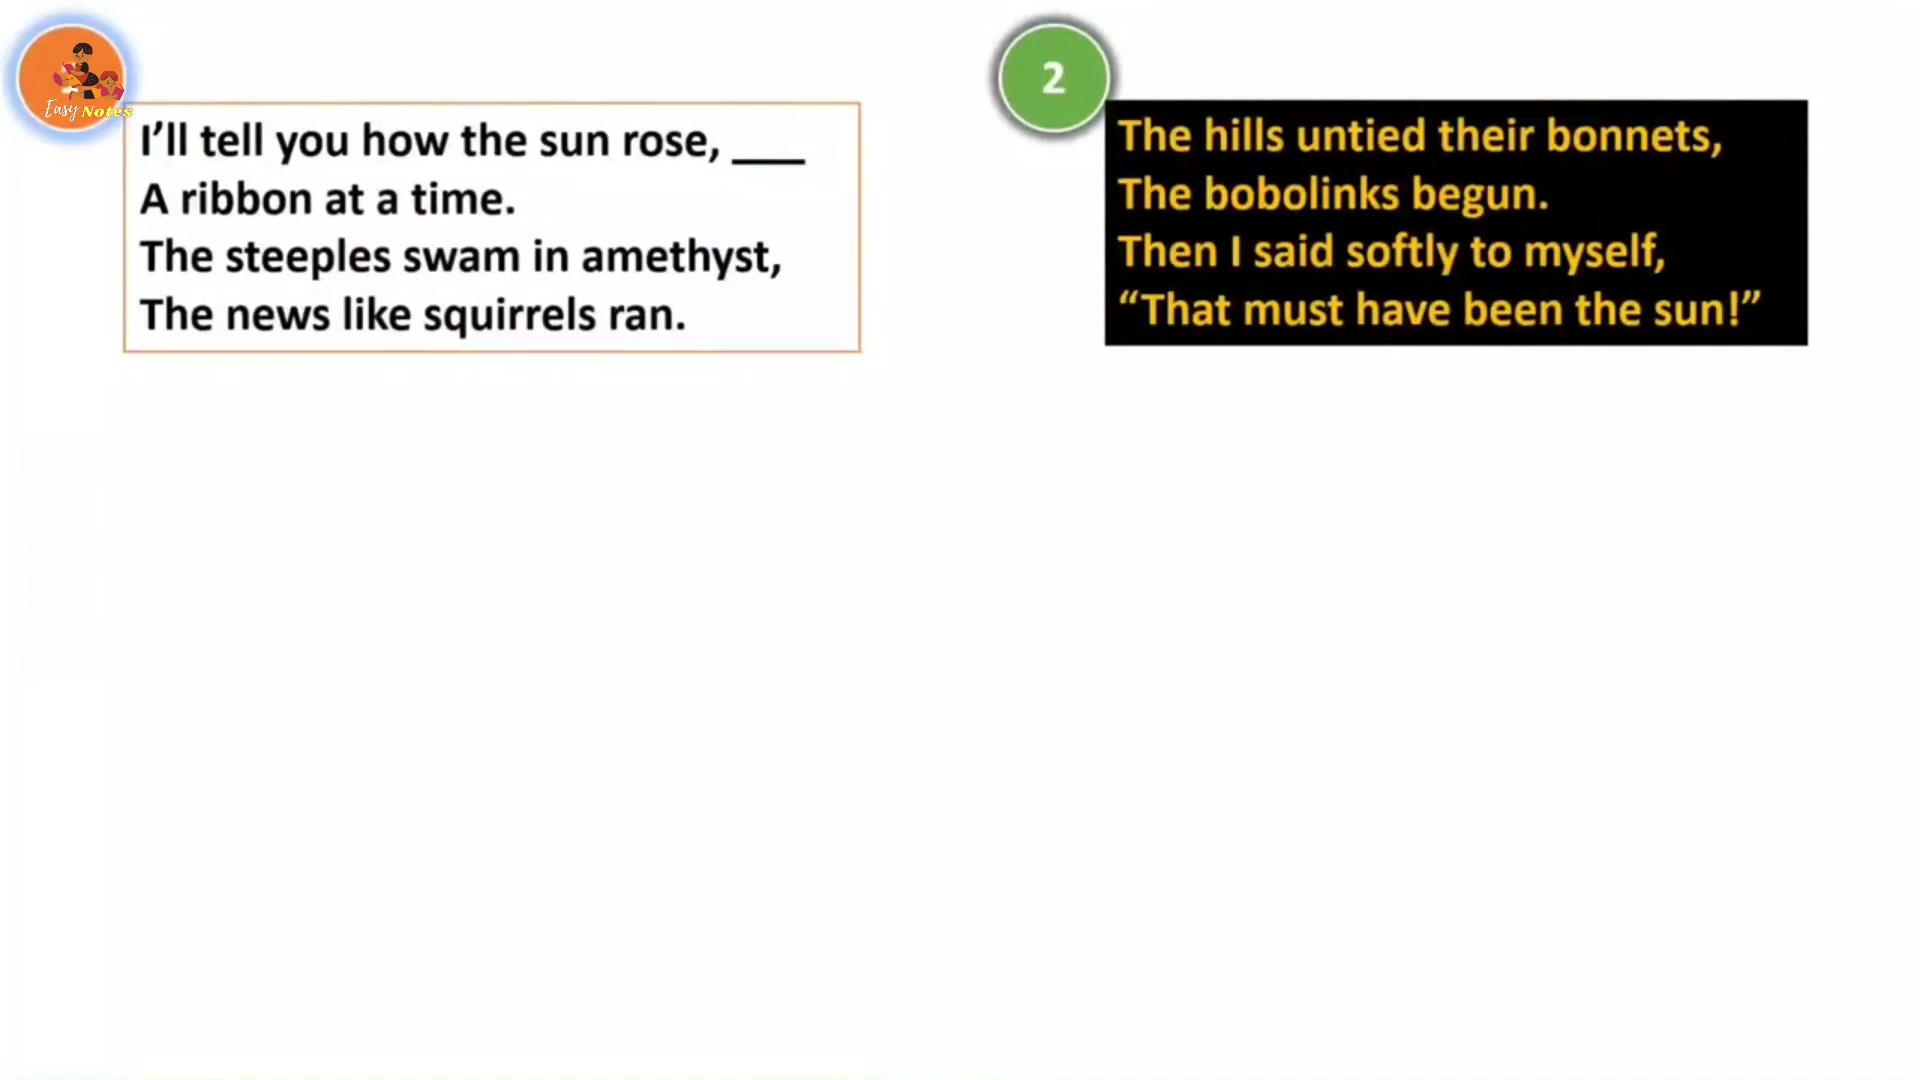 Easy Notes
I’ll tell you how the sun rose, ___
A ribbon at a time.
The steeples swam in amethyst,
The news like squirrels ran.
2
The hills untied their bonnets,
The bobolinks begun.
Then I said softly to myself,
“That must have been the sun!”